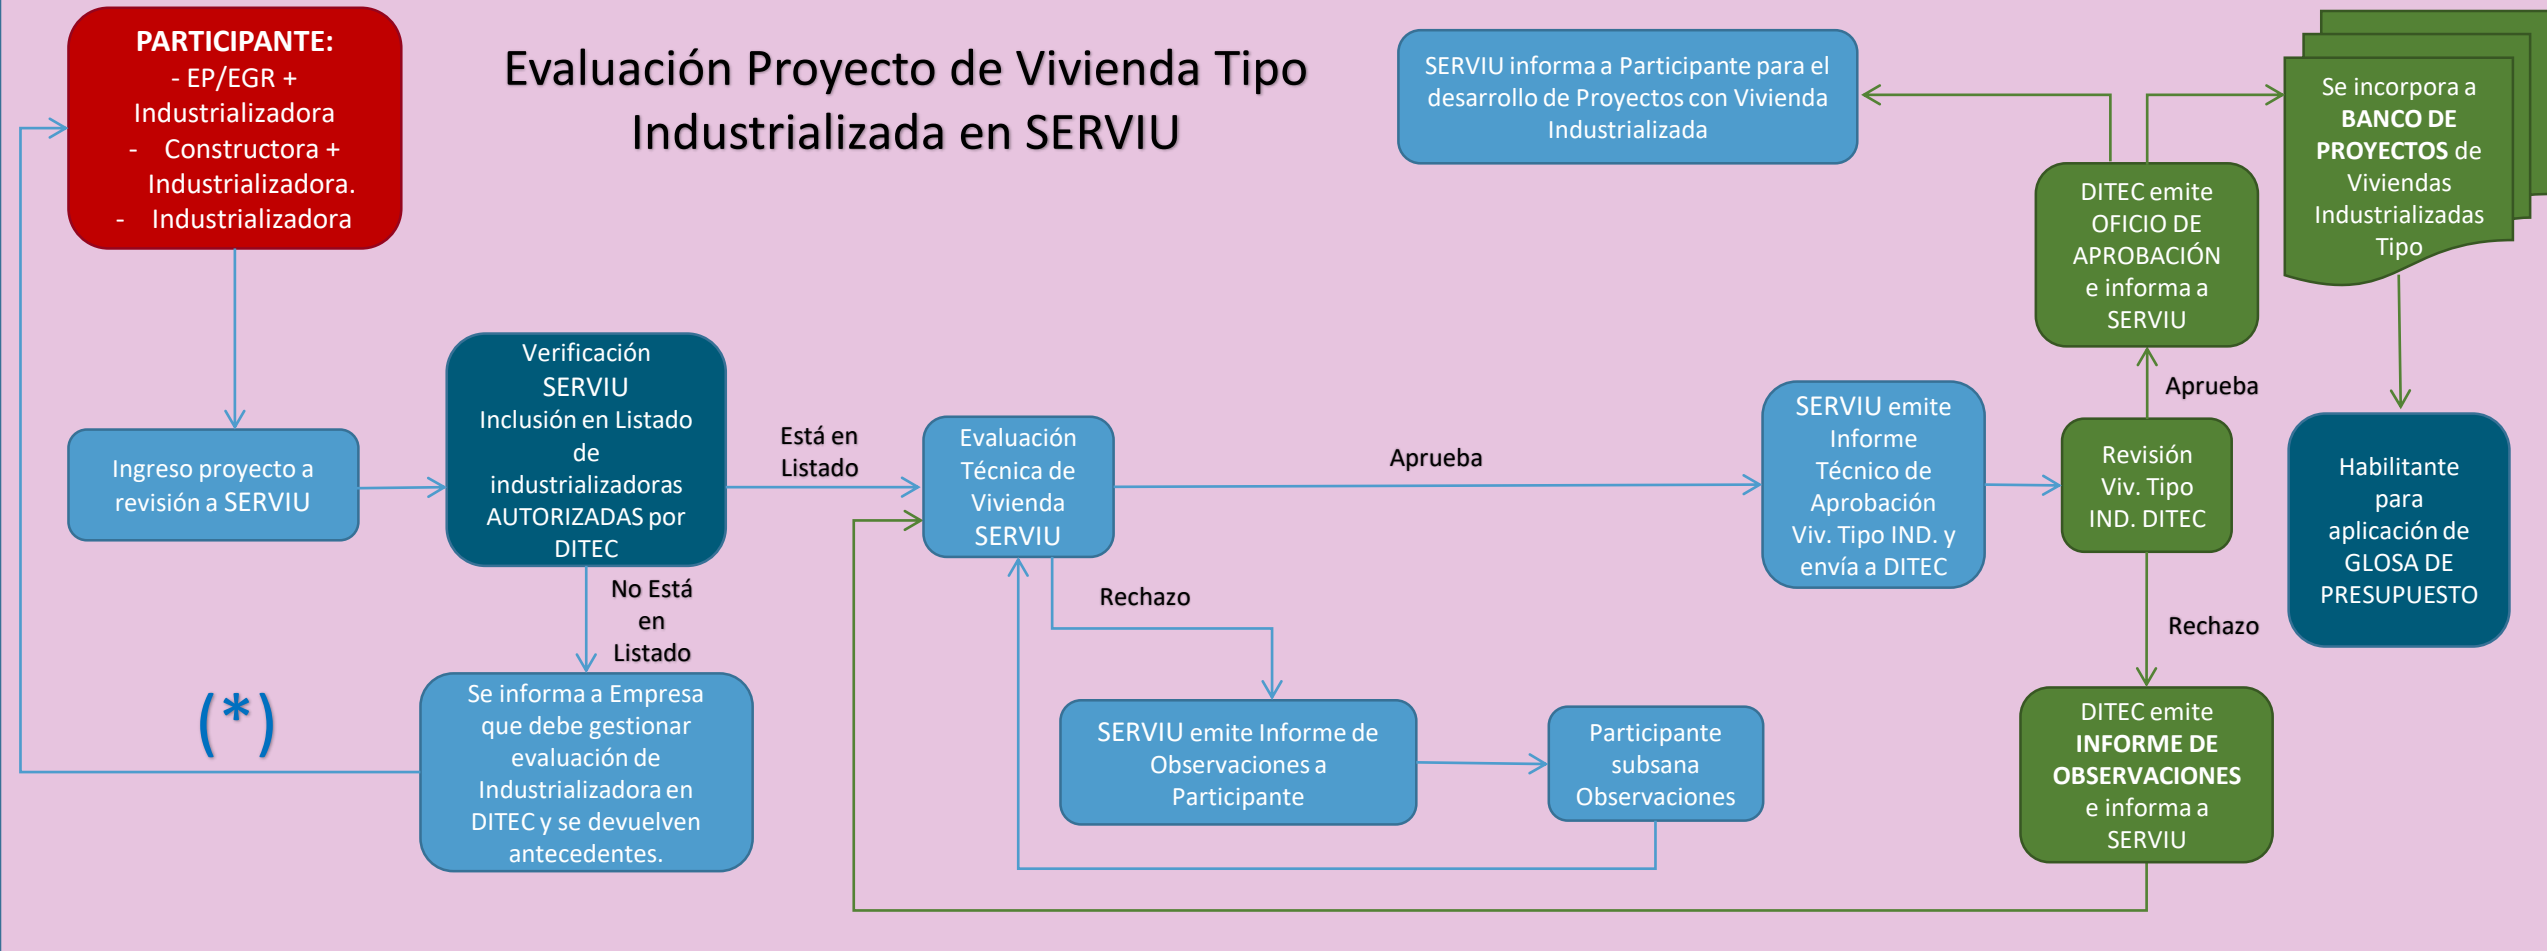 PARTICIPANTE:
- EP/EGR +
Industrializadora
- Constructora +
Industrializadora.
- Industrializadora
Evaluación Proyecto de Vivienda Tipo
Industrializada en SERVIU
SERVIU informa a Participante para el
desarrollo de Proyectos con Vivienda
Industrializada
Se incorpora a
BANCO DE
PROYECTOS de
Viviendas
Industrializadas
Tipo
DITEC emite
OFICIO DE
APROBACIÓN
e informa a
SERVIU
Aprueba
Ingreso proyecto a
revisión a SERVIU
Verificación
SERVIU
Inclusión en Listado
de
industrializadoras
AUTORIZADAS por
DITEC
Está en
Listado
Evaluación
Técnica de
Vivienda
SERVIU
Aprueba
SERVIU emite
Informe
Técnico de
Aprobación
Viv. Tipo IND. y
envía a DITEC
Revisión
Viv. Tipo
IND. DITEC
Habilitante
para
aplicación de
GLOSA DE
PRESUPUESTO
No Está
en
Listado
Rechazo
Rechazo
(*)
Se informa a Empresa
que debe gestionar
evaluación de
Industrializadora en
DITEC y se devuelven
antecedentes.
SERVIU emite Informe de
Observaciones a
Participante
Participante
subsana
Observaciones
DITEC emite
INFORME DE
OBSERVACIONES
e informa a
SERVIU